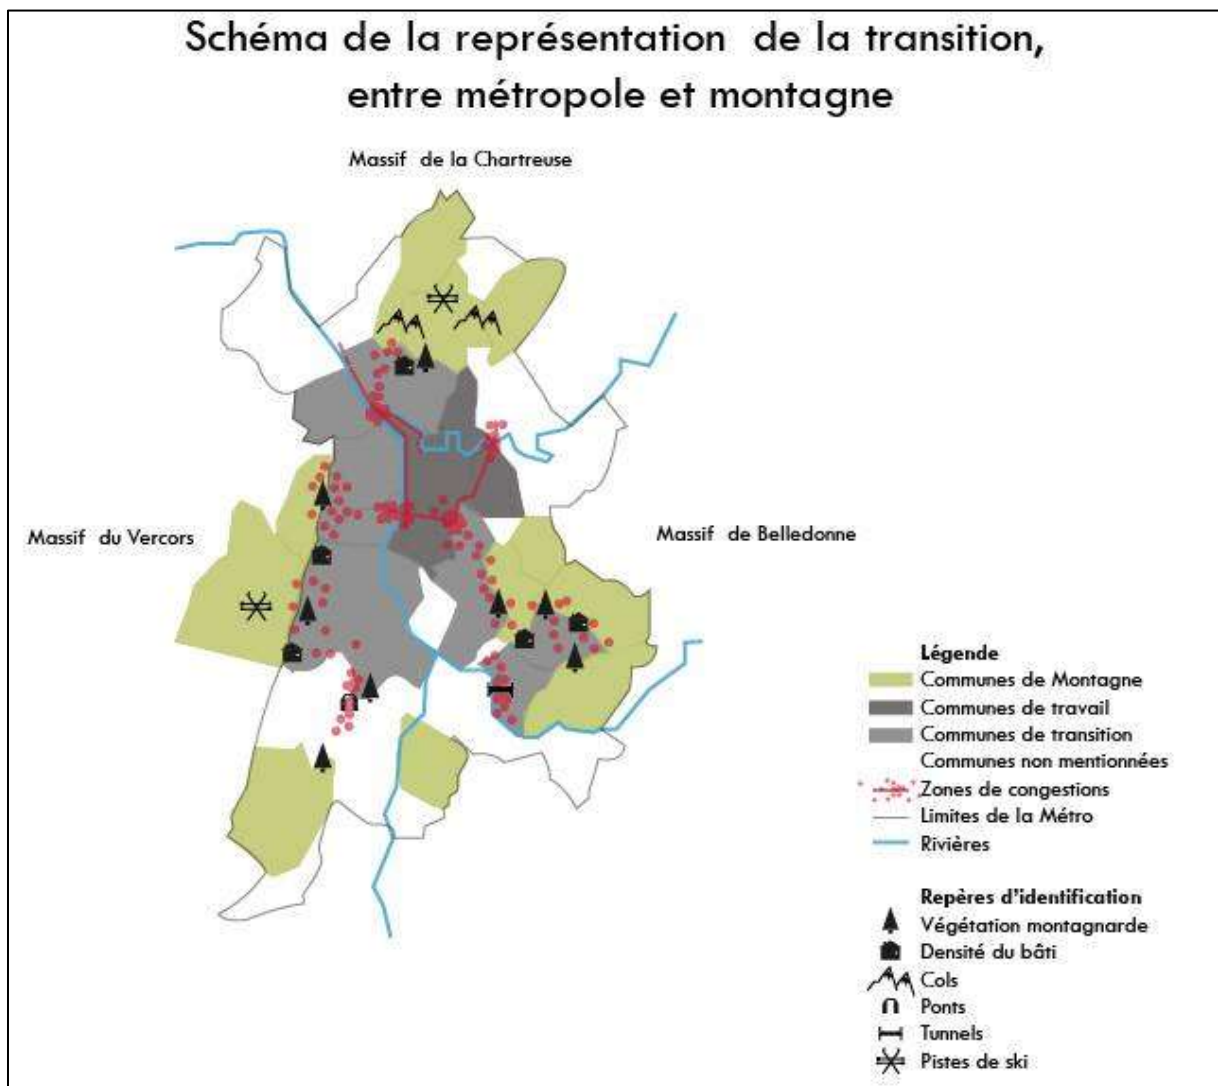 Schéma de la représentation de la transition,
entre métropole et montagne
Massif de la Chartreuse
Massif du Vercors
Massif de Belledonne
Légende
Communes de Montagne
Communes de travail
Communes de transition
Communes non mentionnées
Zones de congestions
Limites de la Métro
Rivières
Repères d'identification
Végétation montagnarde
Densité du bâti
Cols
Ponts
Tunnels
Pistes de ski